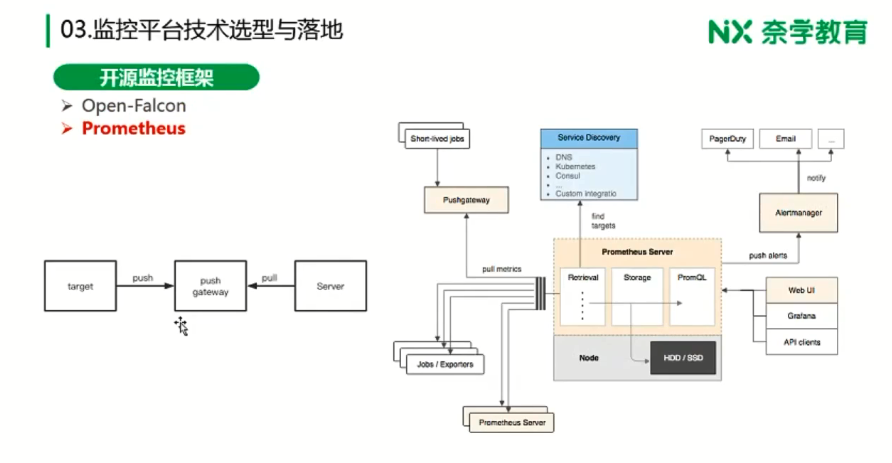 03.监控平台技术选型与落地
NiX 奈学教育
开源监控框架
Open-Falcon
Prometheus
target
push
push
gateway
pull
Server
Short-lived jobs
Pushgateway
Service Discovery
DNS
Kubernetes
Consul
...
Custom integratio
find
targets
PagerDuty
Email
...
notify
Alertmanager
push alerts
pull metrics
Prometheus Server
Retrieval
Storage
PromQL
Node
HDD / SSD
Web UI
Grafana
API clients
Jobs / Exporters
Prometheus Server